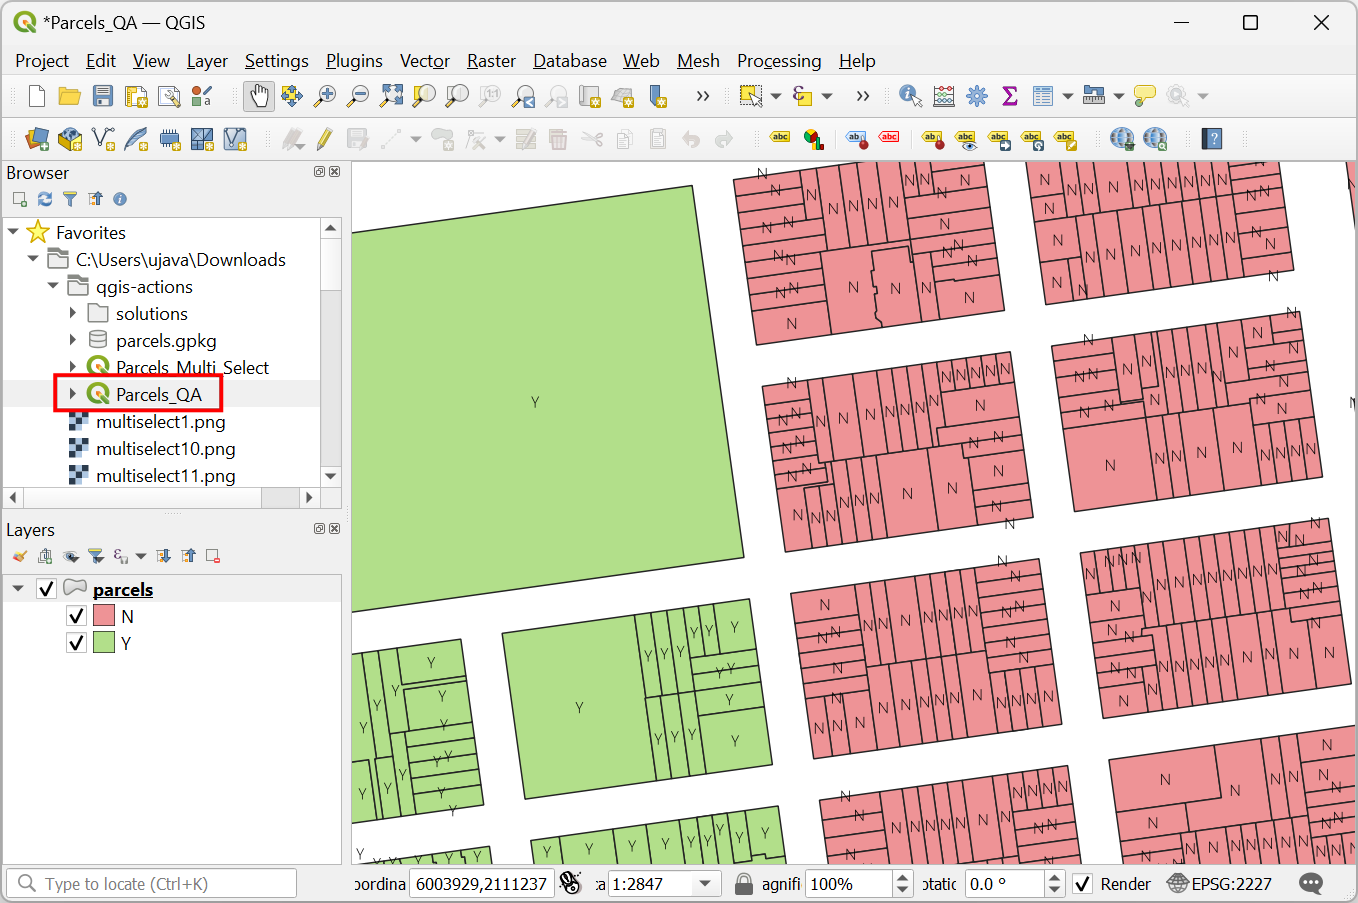 *Parcels_QA — QGIS
Project Edit View Layer Settings Plugins Vector Raster Database Web Mesh Processing Help
Browser
Favorites
C:\Users\ujava\Downloads
qgis-actions
solutions
parcels.gpkg
Parcels_Multi_Select
Parcels_QA
multiselect1.png
multiselect10.png
multiselect11.png
Layers
parcels
N
Y
Type to locate (Ctrl+K)
oordina 6003929,2111237 1:2847 agnifi 100% otatic 0.0 ° Render EPSG:2227